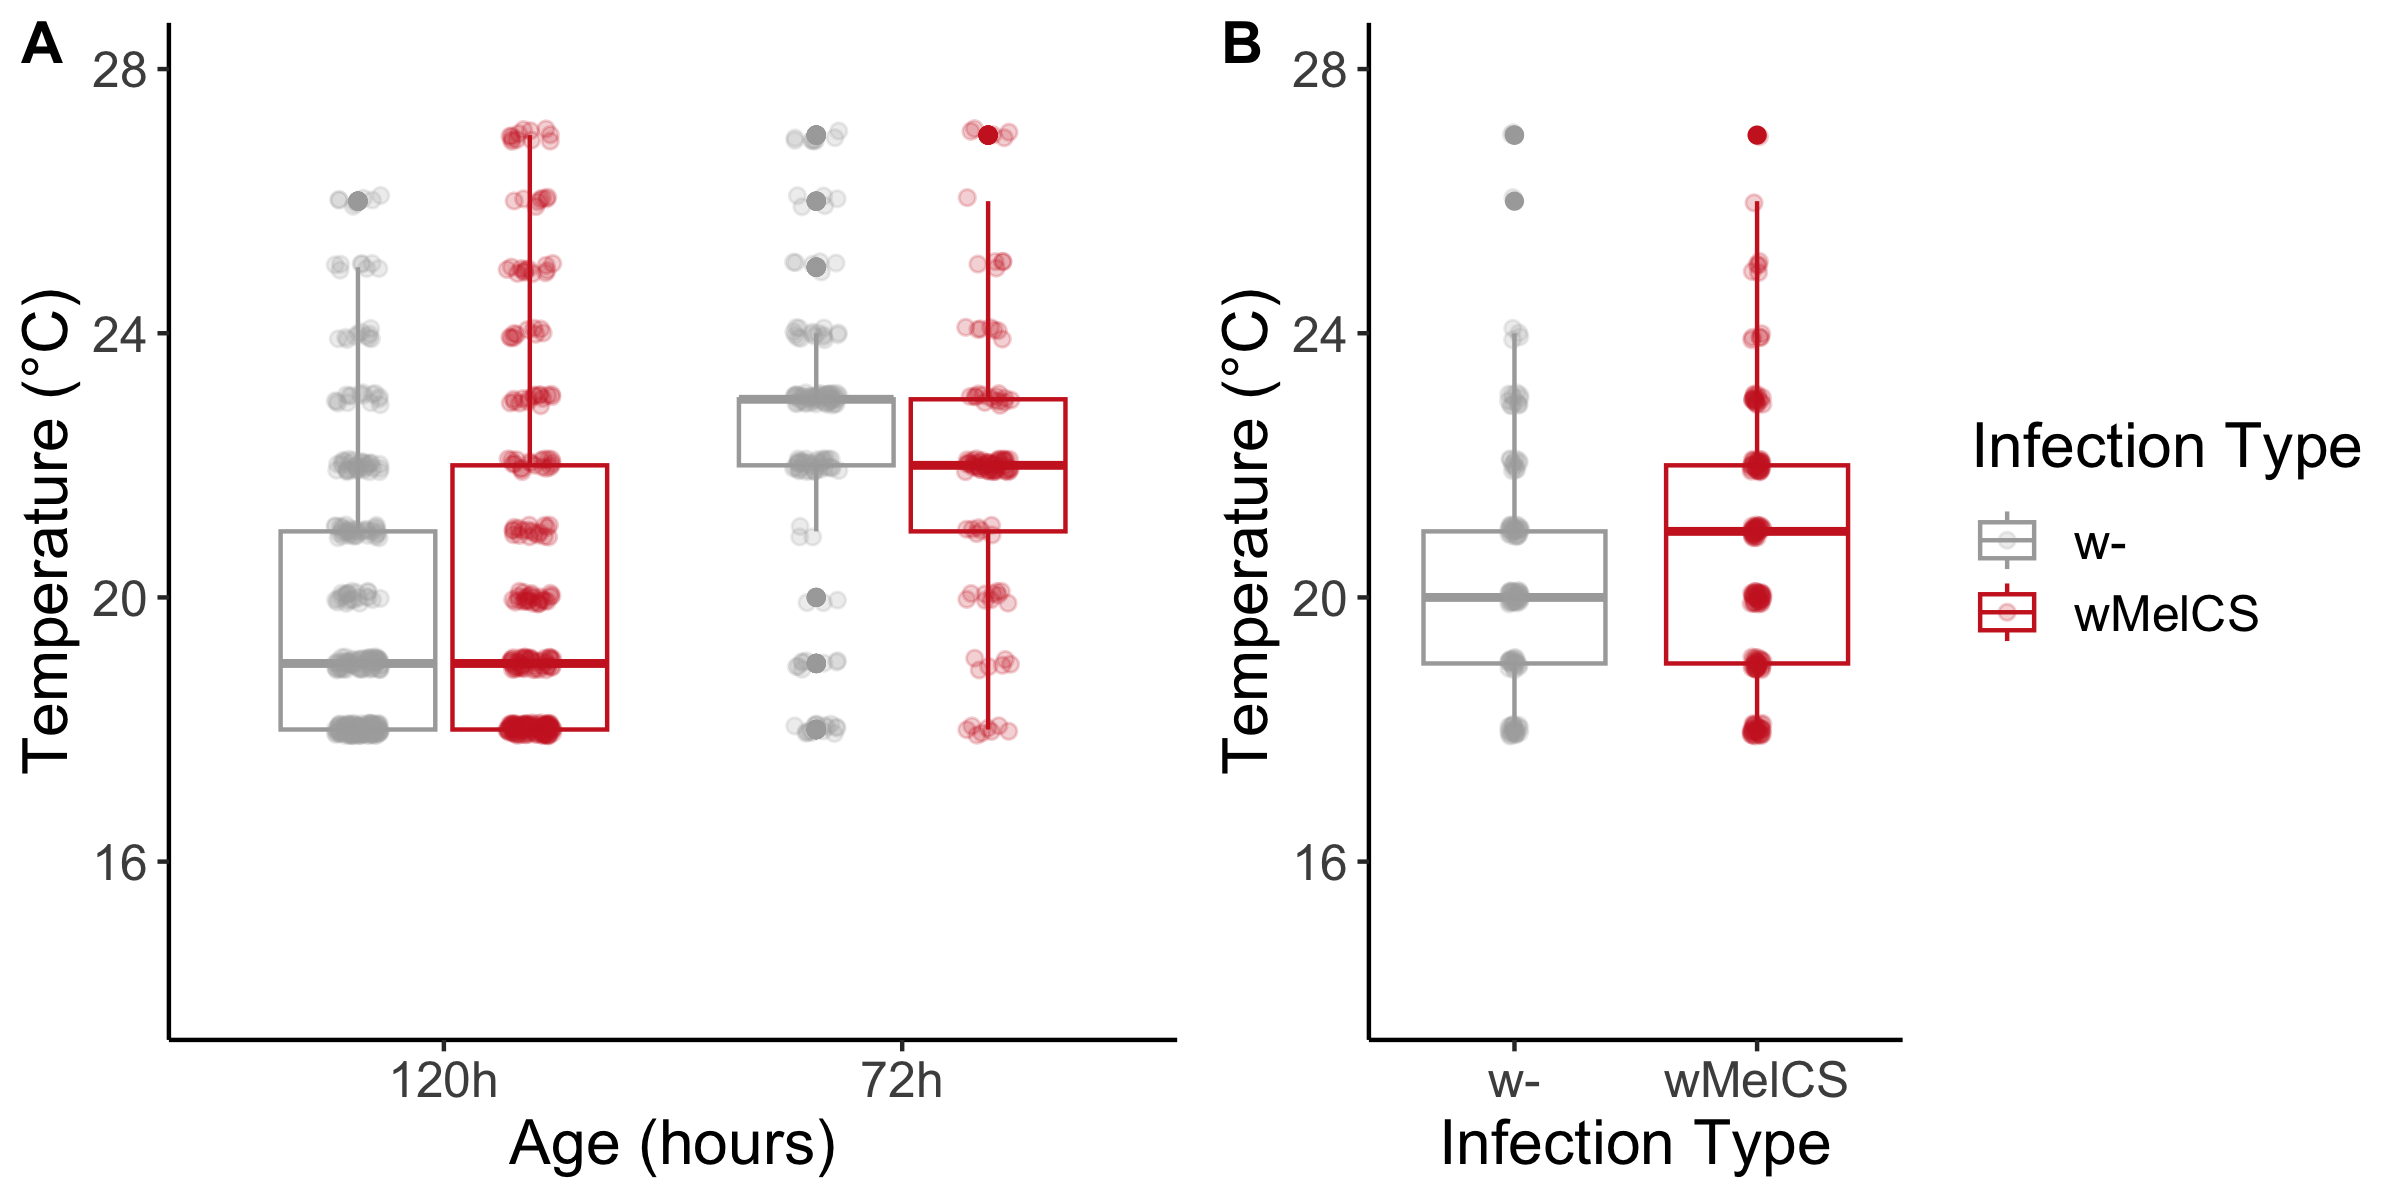 A
28
24
20
16
Temperature (°C)
120h
72h
Age (hours)
B
28
24
20
16
Temperature (°C)
w-
wMelCS
Infection Type
Infection Type
w-
wMelCS